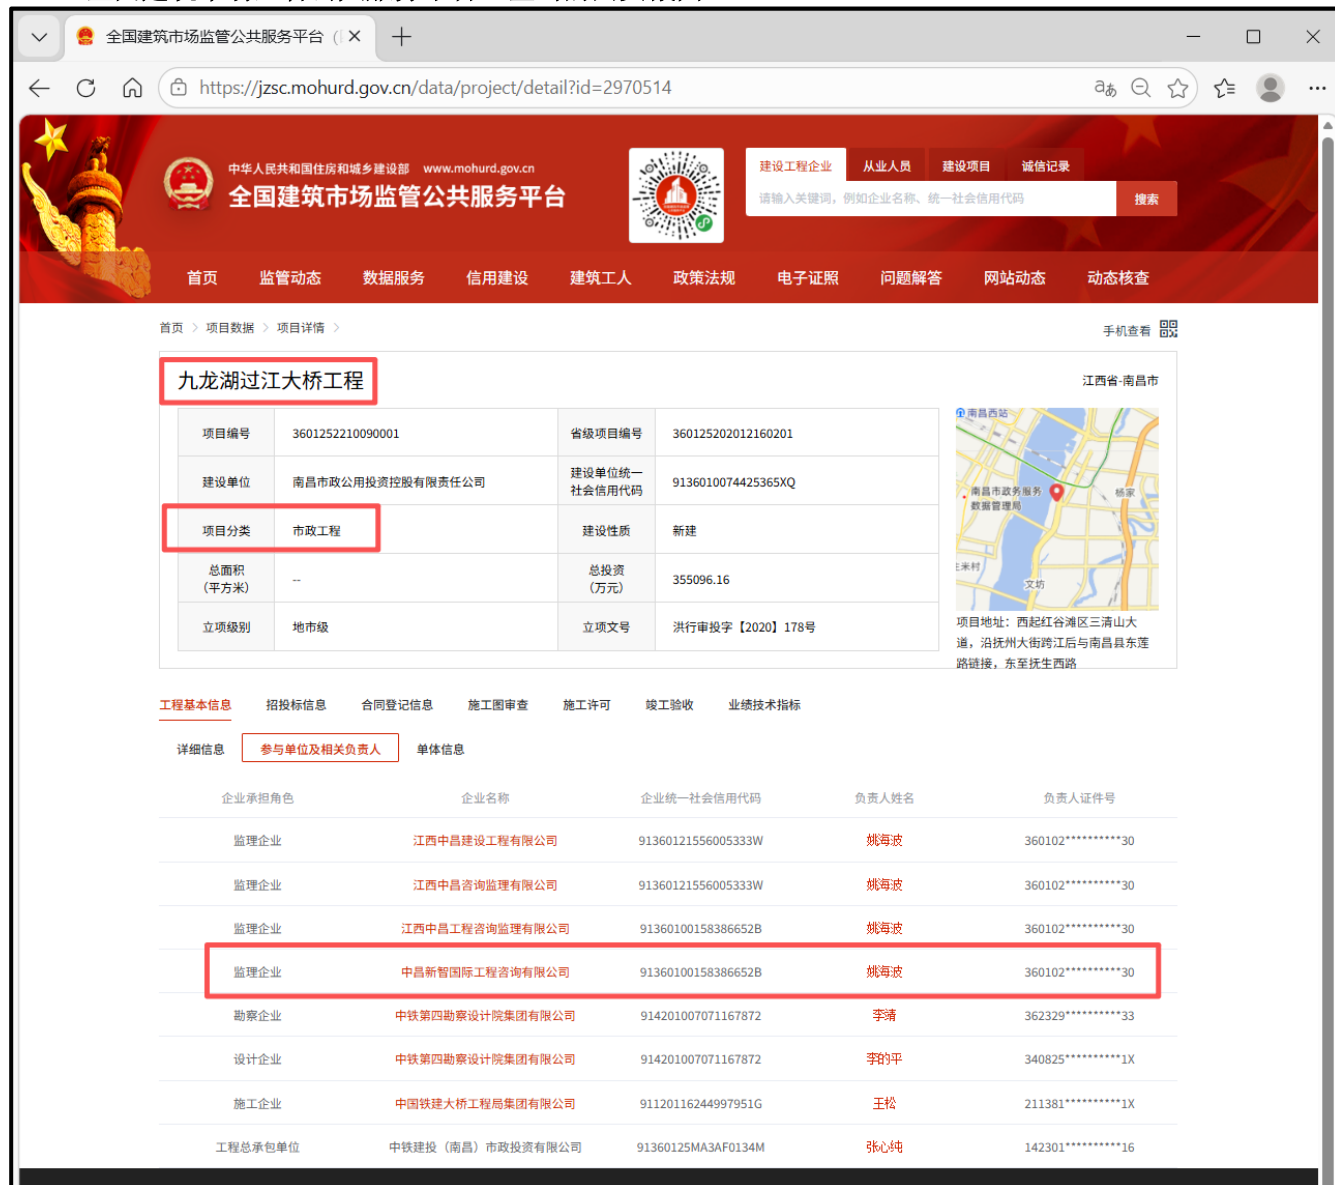 全国建筑市场监管公共服务平台（
https://jzsc.mohurd.gov.cn/data/project/detail?id=2970514
中华人民共和国住房和城乡建设部 www.mohurd.gov.cn
全国建筑市场监管公共服务平台
建设工程企业 从业人员 建设项目 诚信记录
请输入关键词，例如企业名称、统一社会信用代码 搜索
首页 监管动态 数据服务 信用建设 建筑工人 政策法规 电子证照 问题解答 网站动态 动态核查
首页 > 项目数据 > 项目详情 >
手机查看
九龙湖过江大桥工程
江西省-南昌市
项目编号 3601252210090001 省级项目编号 360125202012160201
建设单位 南昌市政公用投资控股有限责任公司 建设单位统一社会信用代码 9136010074425365XQ
项目分类 市政工程 建设性质 新建
总面积（平方米） -- 总投资（万元） 355096.16
立项级别 地市级 立项文号 洪行审投字【2020】178号
南昌西站
南昌市政务服务
数据管理局
杨家
文坊
项目地址：西起红谷滩区三清山大
道，沿抚州大街跨江后与南昌县东莲
路链接，东至抚生西路
工程基本信息 招投标信息 合同登记信息 施工图审查 施工许可 竣工验收 业绩技术指标
详细信息 参与单位及相关负责人 单体信息
企业承担角色 企业名称 企业统一社会信用代码 负责人姓名 负责人证件号
监理企业 江西中昌建设工程有限公司 91360121556005333W 姚海波 360102**********30
监理企业 江西中昌咨询监理有限公司 91360121556005333W 姚海波 360102**********30
监理企业 江西中昌工程咨询监理有限公司 91360100158386652B 姚海波 360102**********30
监理企业 中昌新智国际工程咨询有限公司 91360100158386652B 姚海波 360102**********30
勘察企业 中铁第四勘察设计院集团有限公司 914201007071167872 李靖 362329**********33
设计企业 中铁第四勘察设计院集团有限公司 914201007071167872 李的平 340825**********1X
施工企业 中国铁建大桥工程局集团有限公司 91120116244997951G 王松 211381**********1X
工程总承包单位 中铁建投（南昌）市政投资有限公司 91360125MA3AF0134M 张心纯 142301**********16